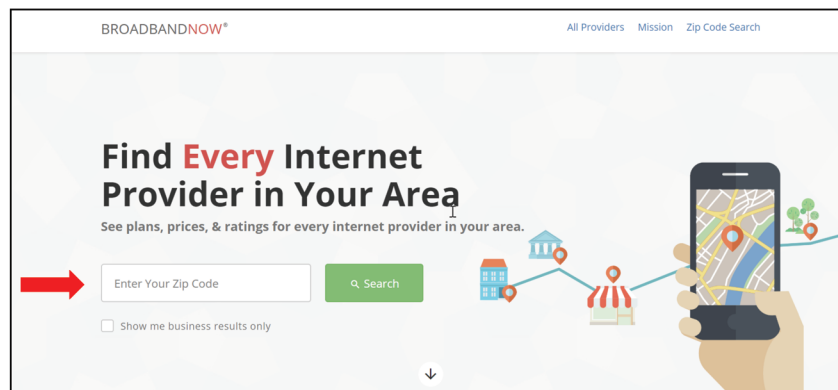 BROADBANDNOW®
All Providers Mission Zip Code Search
Find Every Internet
Provider in Your Area
See plans, prices, & ratings for every internet provider in your area.
Enter Your Zip Code
Search
Show me business results only